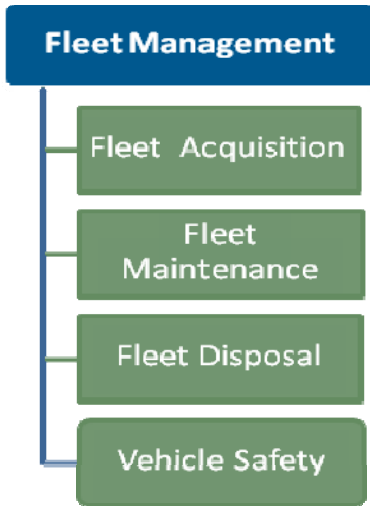 Fleet Management
Fleet Acquisition
Fleet
Maintenance
Fleet Disposal
Vehicle Safety